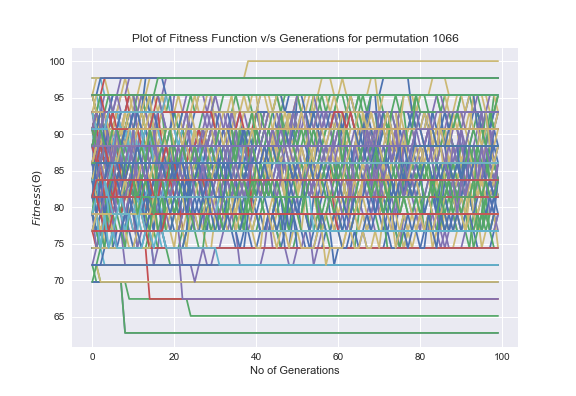 Plot of Fitness Function v/s Generations for permutation 1066
100
95
90
85
80
75
70
65
Fitness(Θ)
0 20 40 60 80 100
No of Generations